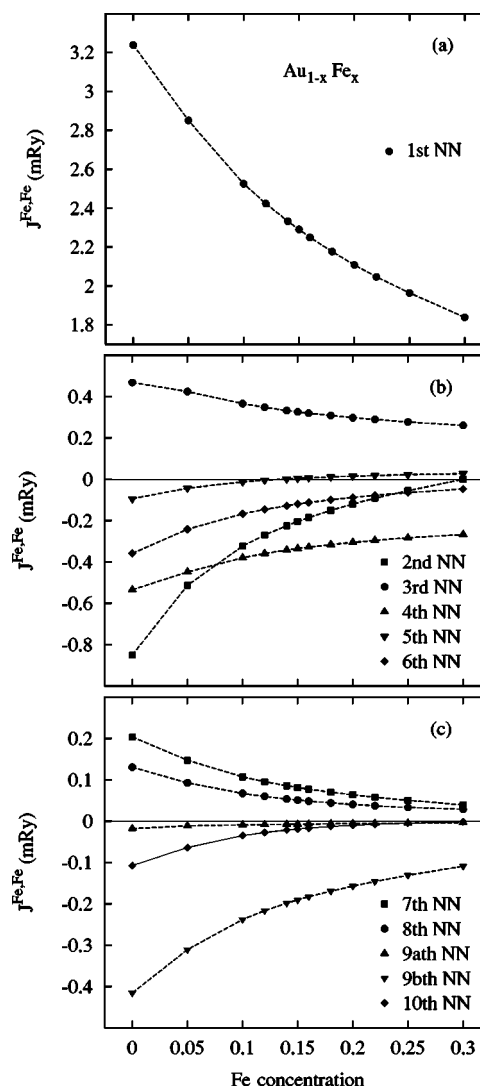 (a)
Au1-x Fex
1st NN
J^Fe,Fe (mRy)
3.2
3
2.8
2.6
2.4
2.2
2
1.8
(b)
J^Fe,Fe (mRy)
0.4
0.2
0
-0.2
-0.4
-0.6
-0.8
2nd NN
3rd NN
4th NN
5th NN
6th NN
(c)
J^Fe,Fe (mRy)
0.2
0.1
0
-0.1
-0.2
-0.3
-0.4
7th NN
8th NN
9ath NN
9bth NN
10th NN
0 0.05 0.1 0.15 0.2 0.25 0.3
Fe concentration